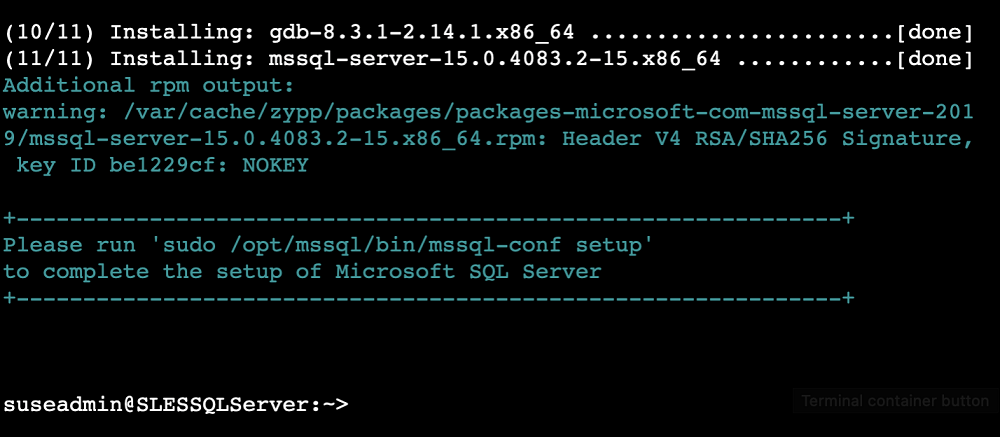 (10/11) Installing: gdb-8.3.1-2.14.1.x86_64 .......................[done]
(11/11) Installing: mssql-server-15.0.4083.2-15.x86_64 ............[done]
Additional rpm output:
warning: /var/cache/zypp/packages/packages-microsoft-com-mssql-server-201
9/mssql-server-15.0.4083.2-15.x86_64.rpm: Header V4 RSA/SHA256 Signature,
 key ID be1229cf: NOKEY
+--------------------------------------------------------------+
Please run 'sudo /opt/mssql/bin/mssql-conf setup'
to complete the setup of Microsoft SQL Server
+--------------------------------------------------------------+
suseadmin@SLESSQLServer:~>
Terminal container button